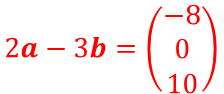 2a − 3b = (−8
0
10)